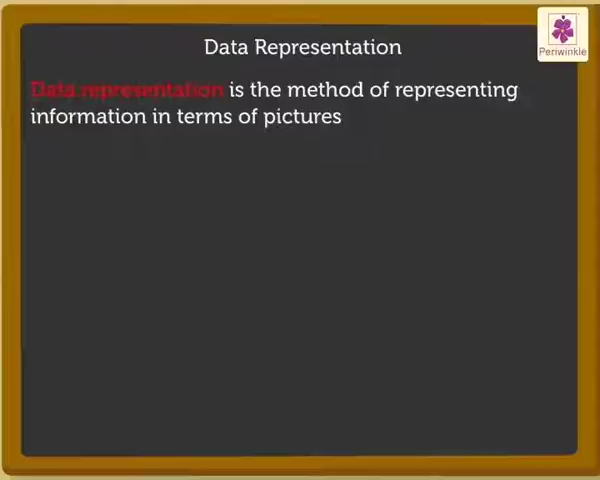 Data Representation
Periwinkle
Data representation is the method of representing
information in terms of pictures